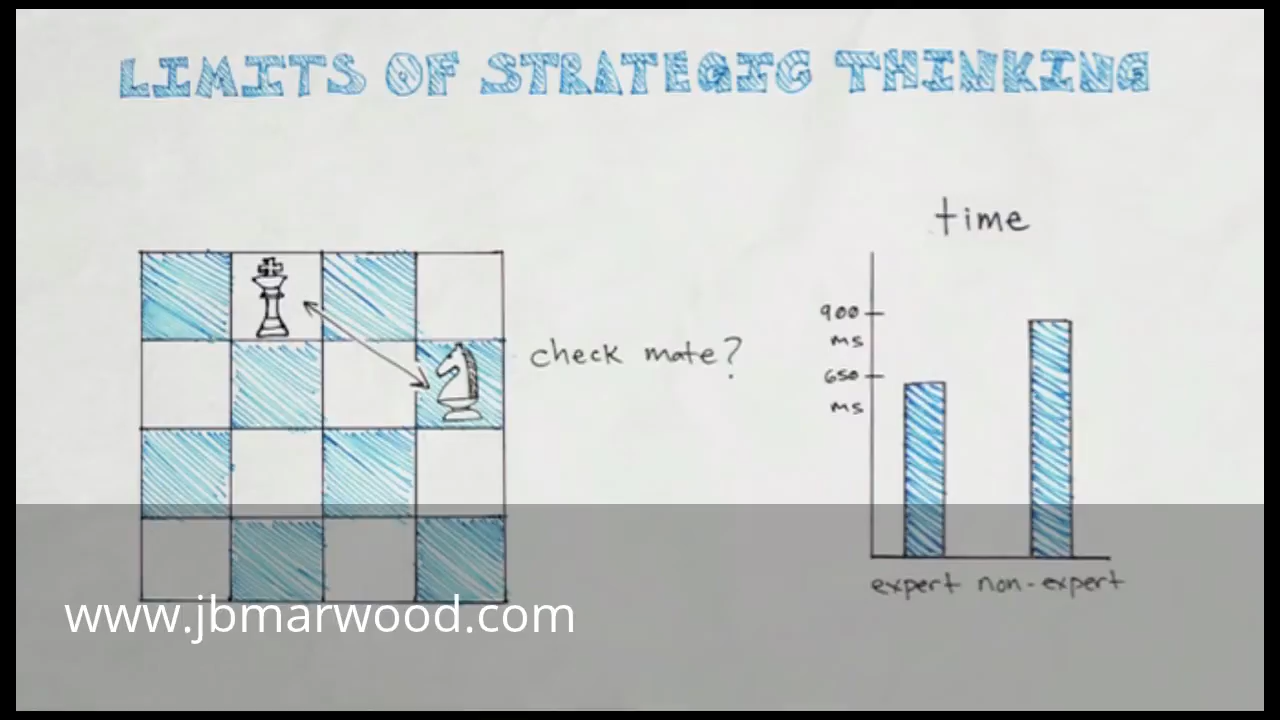 LIMITS OF STRATEGIC THINKING
check mate?
time
900
ms
650
ms
expert non-expert
www.jbmarwood.com